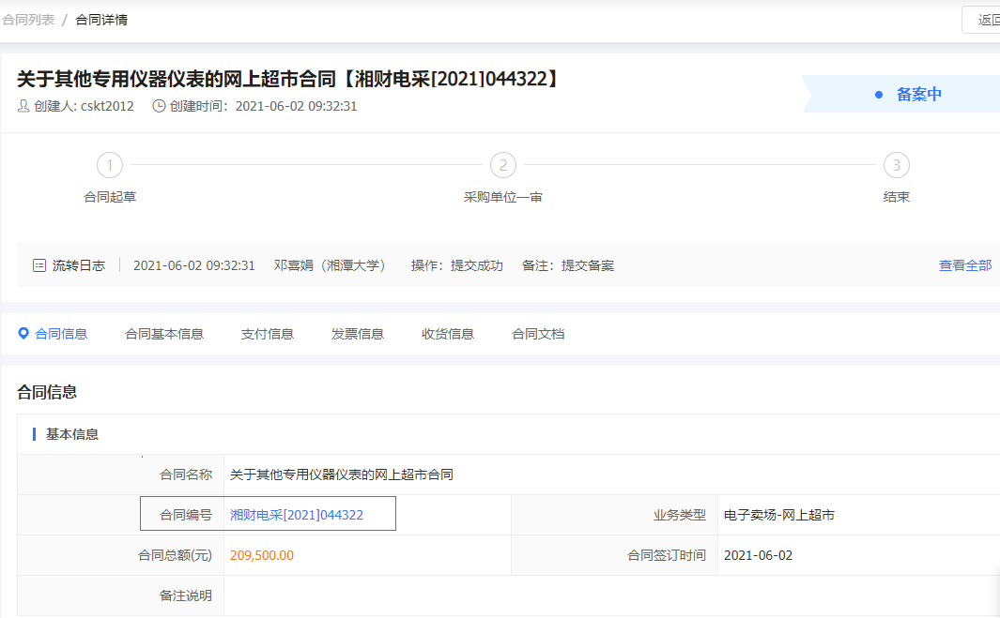 合同列表 / 合同详情
返回
关于其他专用仪器仪表的网上超市合同【湘财电采[2021]044322】
创建人: cskt2012 创建时间: 2021-06-02 09:32:31
备案中
1 2 3
合同起草 采购单位一审 结束
流转日志 2021-06-02 09:32:31 邓喜娟（湘潭大学） 操作：提交成功 备注：提交备案 查看全部
合同信息 合同基本信息 支付信息 发票信息 收货信息 合同文档
合同信息
基本信息
合同名称 关于其他专用仪器仪表的网上超市合同
合同编号 湘财电采[2021]044322 业务类型 电子卖场-网上超市
合同总额(元) 209,500.00 合同签订时间 2021-06-02
备注说明